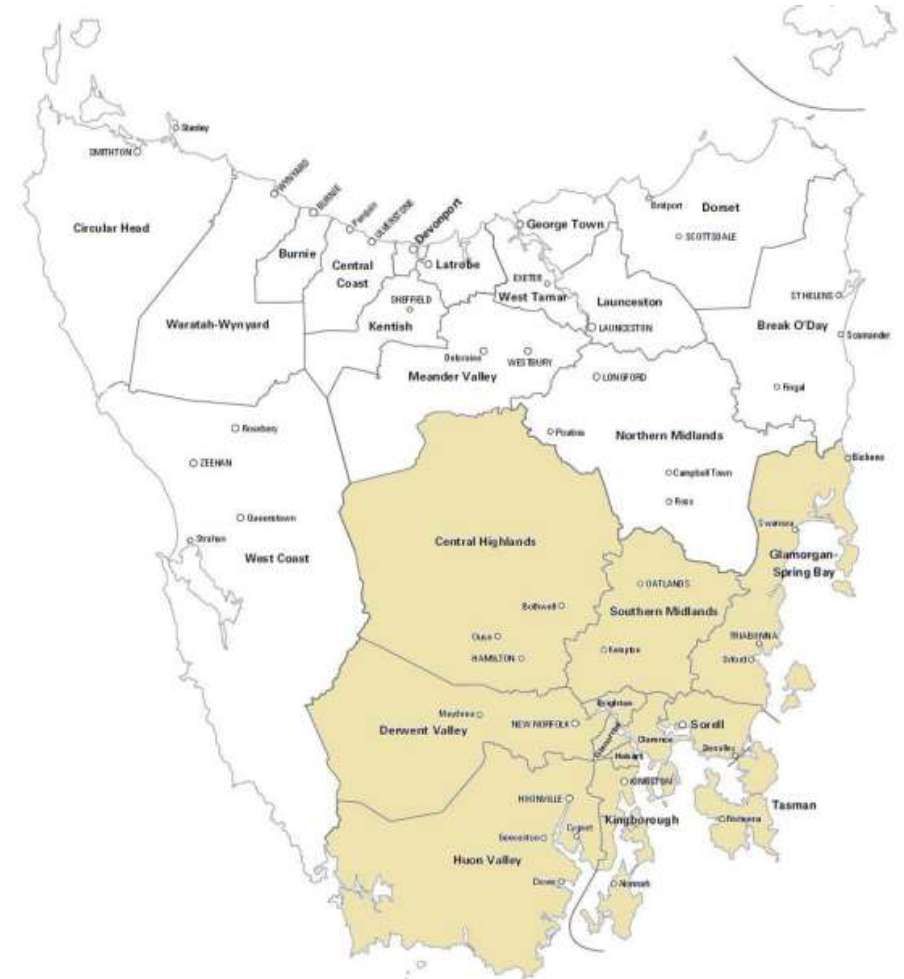 Stanley
SMITHTON
WYNYARD
BURNIE
Penguin
ULVERSTONE
Devonport
Circular Head
Burnie
Central
Coast
Latrobe
George Town
Bridport
Dorset
SCOTTSDALE
EXETER
West Tamar
SHEFFIELD
Kentish
Launceston
LAUNCESTON
ST HELENS
Break O'Day
Scamander
Waratah-Wynyard
Deloraine
WESTBURY
Meander Valley
LONGFORD
Fingal
Rosebery
ZEEHAN
Poatina
Northern Midlands
Campbell Town
Ross
Bicheno
Queenstown
Strahan
West Coast
Central Highlands
Swansea
Glamorgan-
Spring Bay
OATLANDS
Bothwell
Southern Midlands
Ouse
HAMILTON
Kempton
TRIABUNNA
Orford
Maydena
NEW NORFOLK
Derwent Valley
Brighton
Glenorchy
Clarence
Hobart
Sorell
Dunalley
KINGSTON
HUONVILLE
Kingborough
Tasman
Nubeena
Cygnet
Geeveston
Huon Valley
Dover